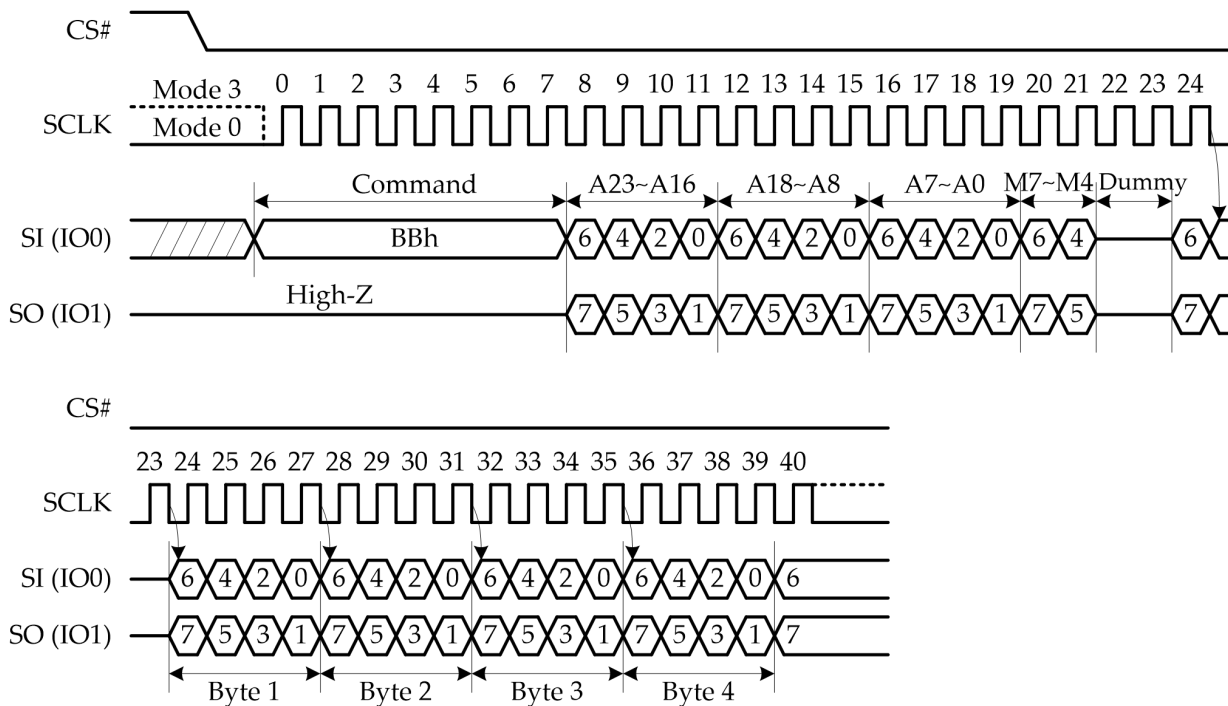 CS#
0 1 2 3 4 5 6 7 8 9 10 11 12 13 14 15 16 17 18 19 20 21 22 23 24
Mode 3
SCLK
Mode 0
Command A23~A16 A18~A8 A7~A0 M7~M4 Dummy
SI (IO0) BBh 6 4 2 0 6 4 2 0 6 4 2 0 6 4 6
High-Z
SO (IO1) 7 5 3 1 7 5 3 1 7 5 3 1 7 5 7
CS#
23 24 25 26 27 28 29 30 31 32 33 34 35 36 37 38 39 40
SCLK
SI (IO0) 6 4 2 0 6 4 2 0 6 4 2 0 6 4 2 0 6
SO (IO1) 7 5 3 1 7 5 3 1 7 5 3 1 7 5 3 1 7
Byte 1 Byte 2 Byte 3 Byte 4